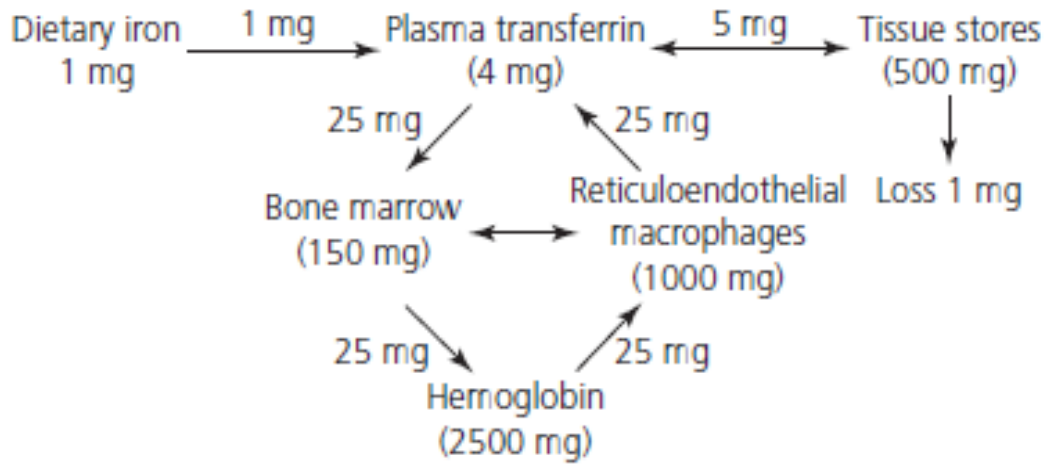 Dietary iron
1 mg
1 mg
Plasma transferrin
(4 mg)
5 mg
Tissue stores
(500 mg)
25 mg
25 mg
Bone marrow
(150 mg)
Reticuloendothelial
macrophages
(1000 mg)
Loss 1 mg
25 mg
25 mg
Hemoglobin
(2500 mg)